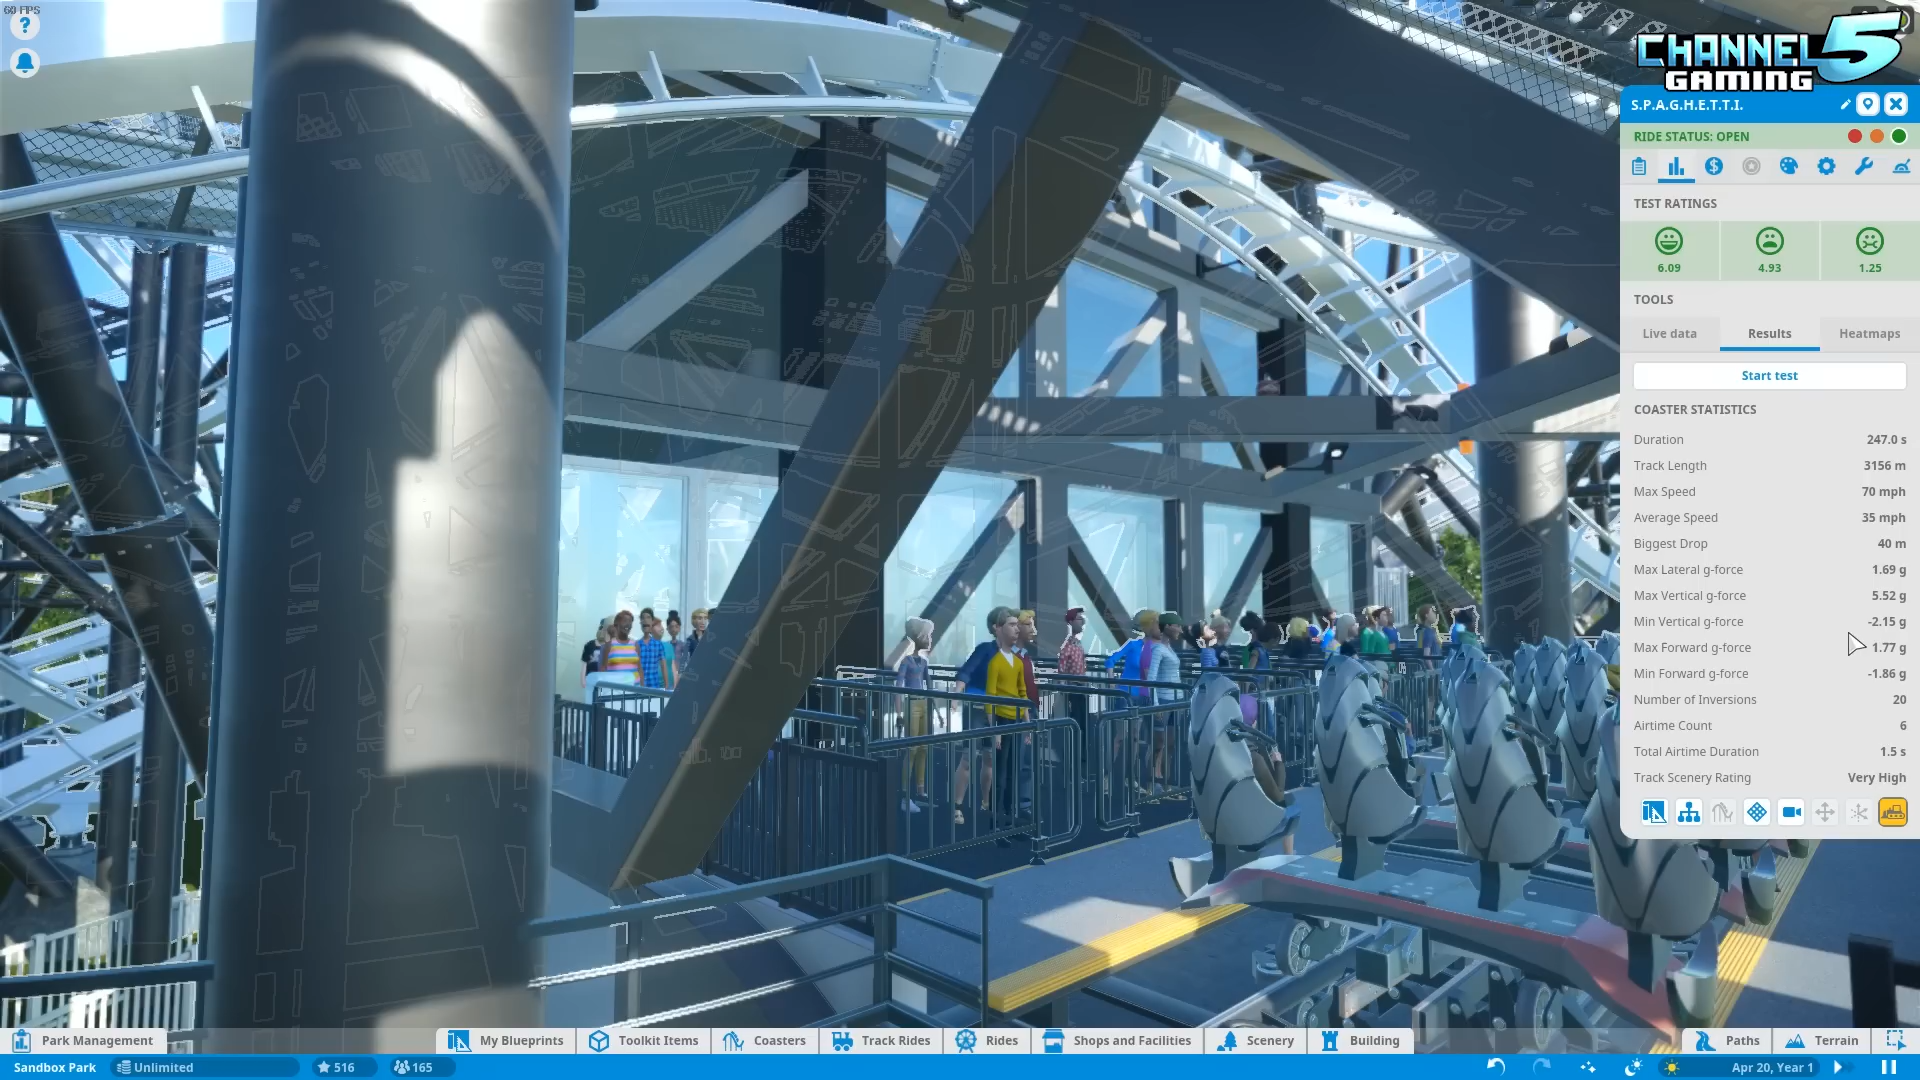 60 FPS
?
CHANNEL 5
GAMING
S.P.A.G.H.E.T.T.I.
RIDE STATUS: OPEN
TEST RATINGS
6.09 4.93 1.25
TOOLS
Live data Results Heatmaps
Start test
COASTER STATISTICS
Duration 247.0 s
Track Length 3156 m
Max Speed 70 mph
Average Speed 35 mph
Biggest Drop 40 m
Max Lateral g-force 1.69 g
Max Vertical g-force 5.52 g
Min Vertical g-force -2.15 g
Max Forward g-force 1.77 g
Min Forward g-force -1.86 g
Number of Inversions 20
Airtime Count 6
Total Airtime Duration 1.5 s
Track Scenery Rating Very High
Park Management My Blueprints Toolkit Items Coasters Track Rides Rides Shops and Facilities Scenery Building Paths Terrain
Sandbox Park Unlimited 516 165 Apr 20, Year 1